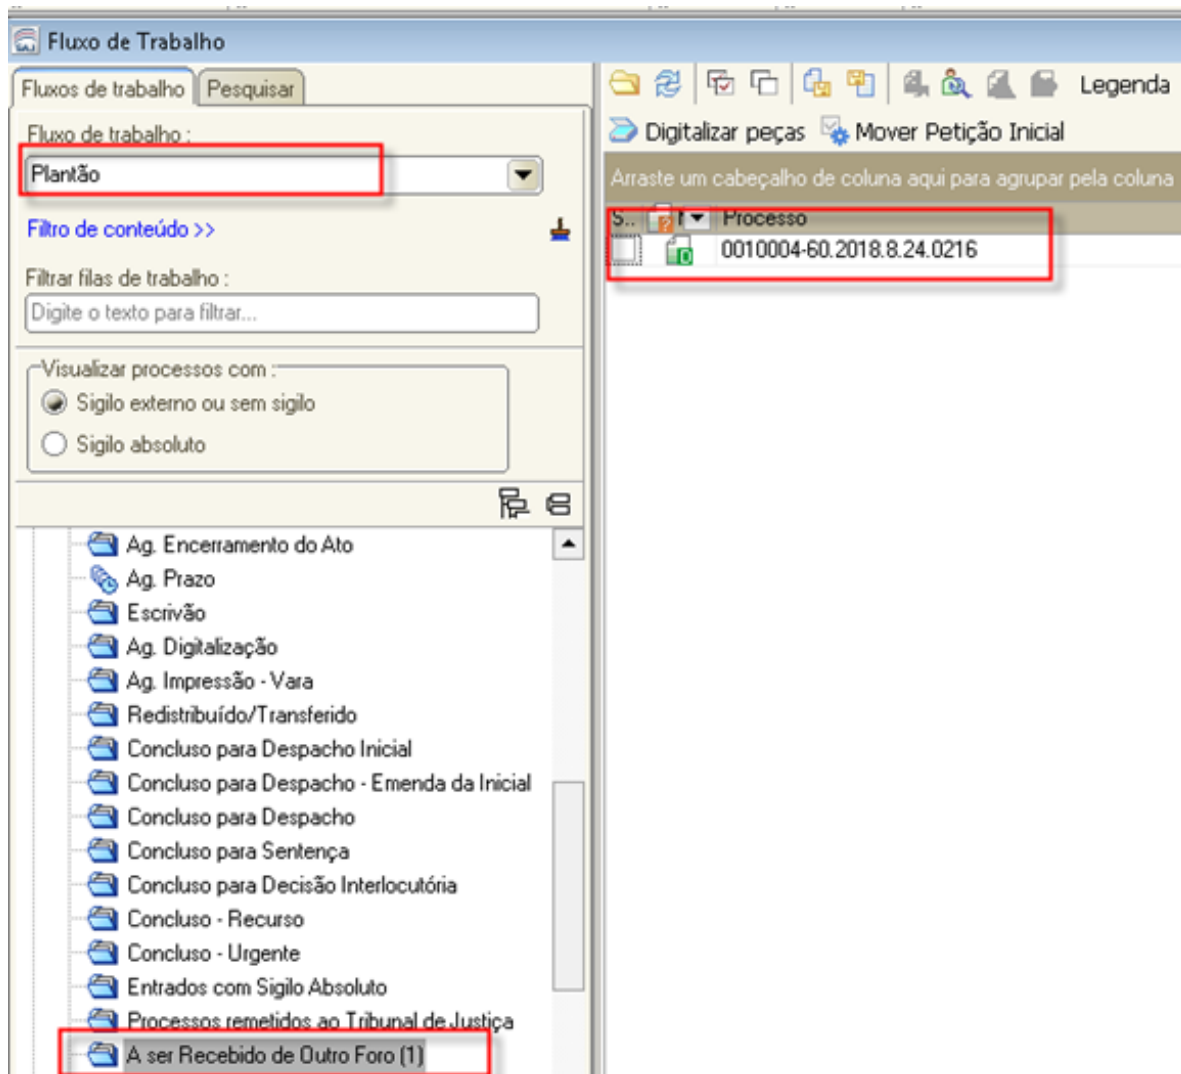 Fluxo de Trabalho
Fluxos de trabalho Pesquisar
Fluxo de trabalho :
Plantão
Filtro de conteúdo >>
Filtrar filas de trabalho :
Digite o texto para filtrar...
Visualizar processos com :
Sigilo externo ou sem sigilo
Sigilo absoluto
Ag. Encerramento do Ato
Ag. Prazo
Escrivão
Ag. Digitalização
Ag. Impressão - Vara
Redistribuído/Transferido
Concluso para Despacho Inicial
Concluso para Despacho - Emenda da Inicial
Concluso para Despacho
Concluso para Sentença
Concluso para Decisão Interlocutória
Concluso - Recurso
Concluso - Urgente
Entrados com Sigilo Absoluto
Processos remetidos ao Tribunal de Justiça
A ser Recebido de Outro Foro (1)
Legenda
Digitalizar peças Mover Petição Inicial
Arraste um cabeçalho de coluna aqui para agrupar pela coluna
S.. Processo
0010004-60.2018.8.24.0216